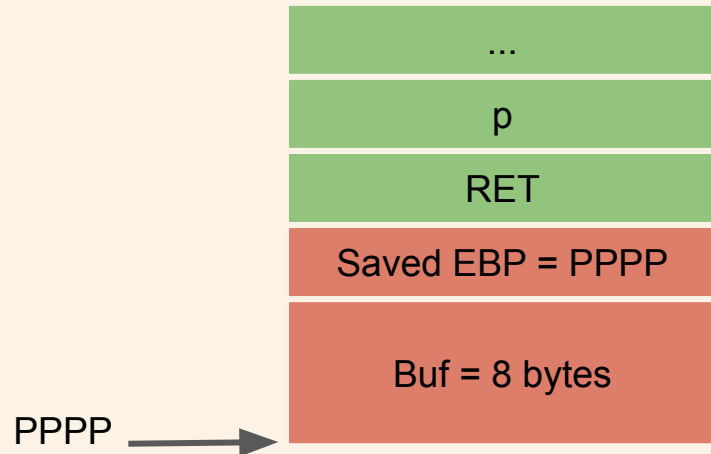 ...
p
RET
Saved EBP = PPPP
Buf = 8 bytes
PPPP